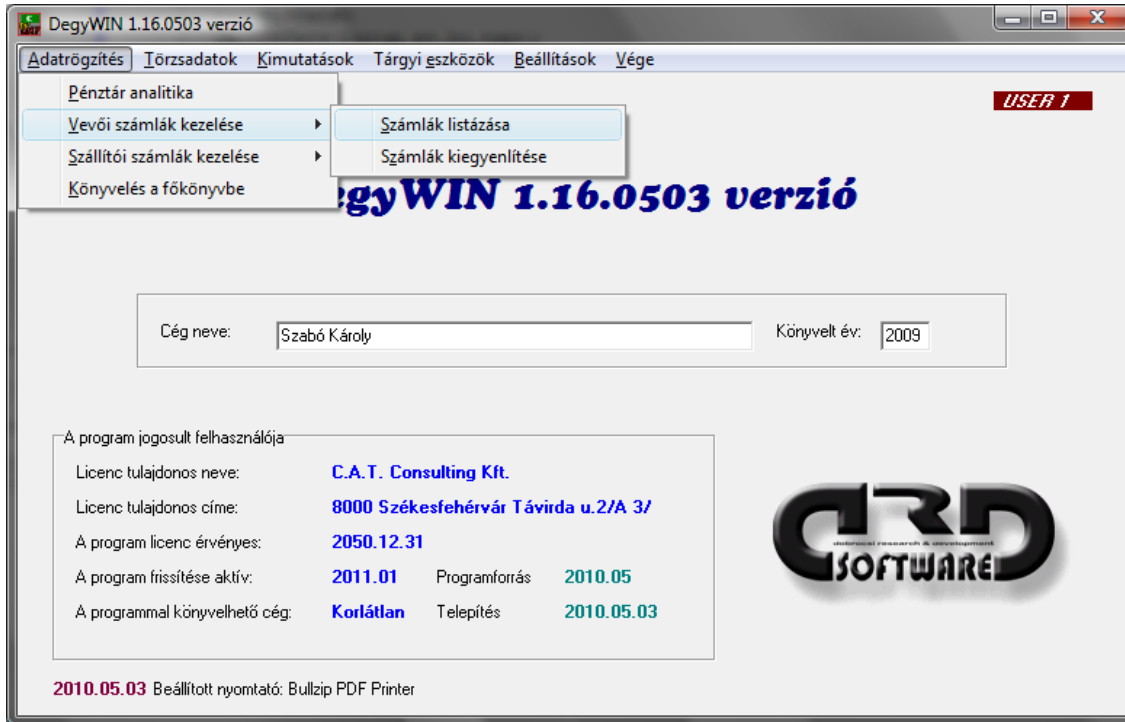 DegyWIN 1.16.0503 verzió
Adatrögzítés Törzsadatok Kimutatások Tárgyi eszközök Beállítások Vége
Pénztár analitika
USER 1
Vevői számlák kezelése Számlák listázása
Szállítói számlák kezelése Számlák kiegyenlítése
Könyvelés a főkönyvbe
egyWIN 1.16.0503 verzió
Cég neve: Szabó Károly Könyvelt év: 2009
A program jogosult felhasználója
Licenc tulajdonos neve: C.A.T. Consulting Kft.
Licenc tulajdonos címe: 8000 Székesfehérvár Távirda u.2/A 3/
A program licenc érvényes: 2050.12.31
A program frissítése aktív: 2011.01 Programforrás 2010.05
A programmal könyvelhető cég: Korlátlan Telepítés 2010.05.03
DRD
dobrocsi research & development
SOFTWARE
2010.05.03 Beállított nyomtató: Bullzip PDF Printer